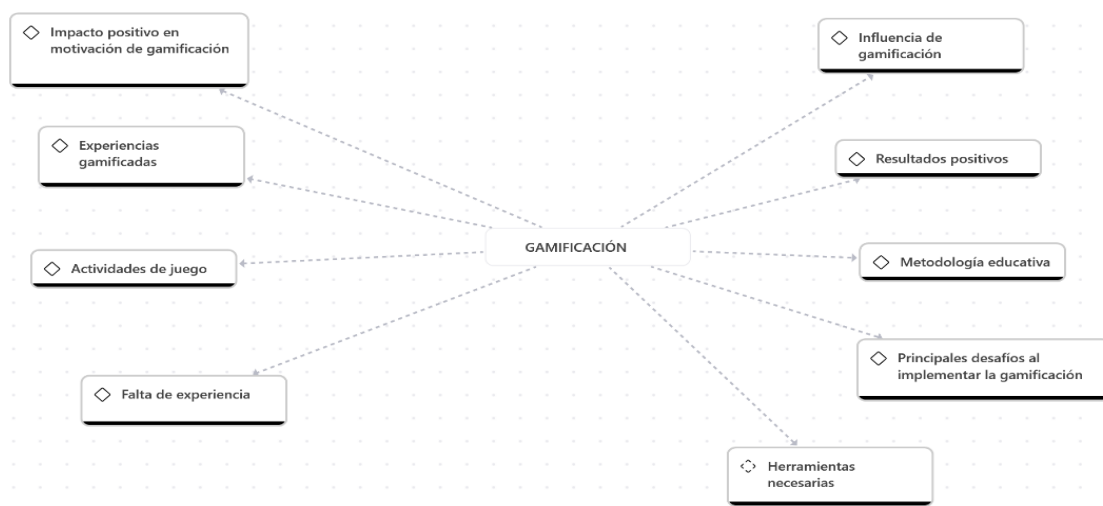 Impacto positivo en
motivación de gamificación
Influencia de
gamificación
Experiencias
gamificadas
Resultados positivos
GAMIFICACIÓN
Actividades de juego
Metodología educativa
Principales desafíos al
implementar la gamificación
Falta de experiencia
Herramientas
necesarias